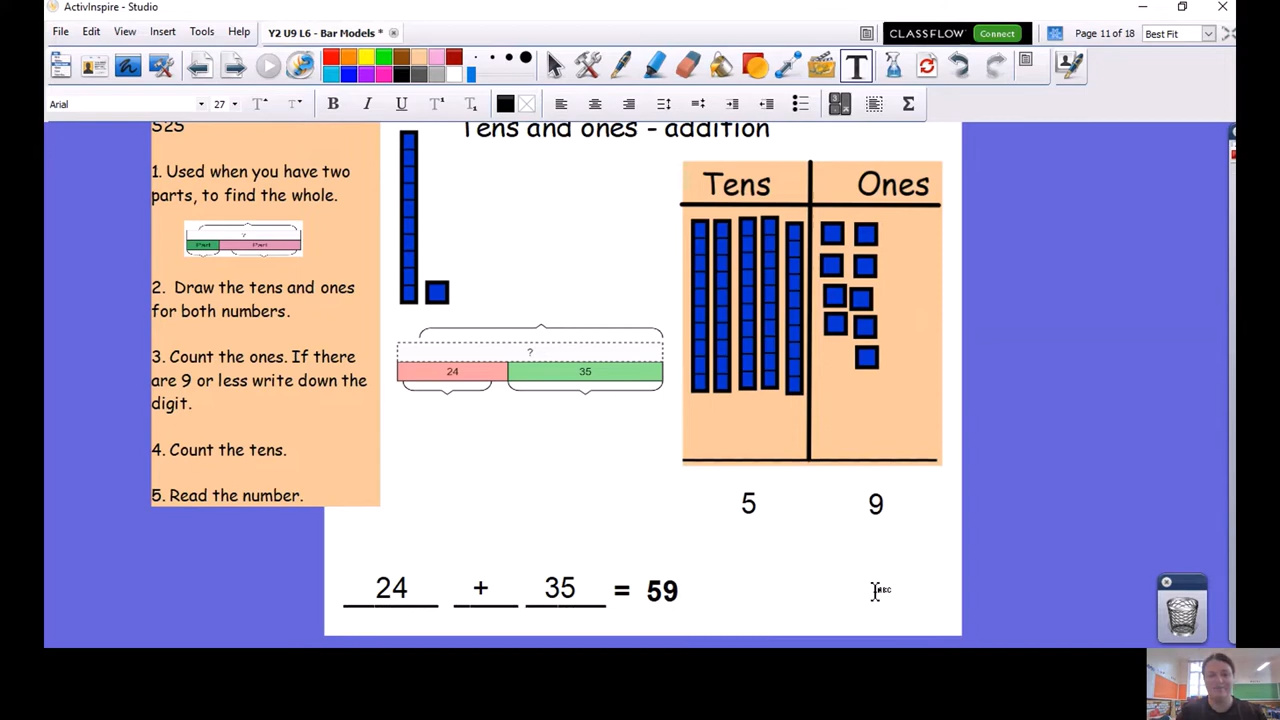 ActivInspire - Studio
File Edit View Insert Tools Help
Y2 U9 L6 - Bar Models *
CLASSFLOW Connect
Page 11 of 18
Best Fit
Arial
27
B I U
S2S
1. Used when you have two
parts, to find the whole.
?
Part Part
2. Draw the tens and ones
for both numbers.
3. Count the ones. If there
are 9 or less write down the
digit.
4. Count the tens.
5. Read the number.
Tens and ones - addition
?
24 35
Tens Ones
5 9
24 + 35 = 59
ABC